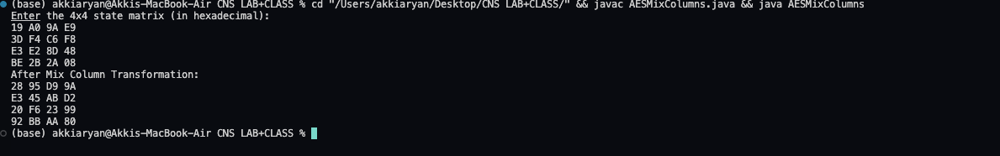 (base) akkiaryan@Akkis-MacBook-Air CNS LAB+CLASS % cd "/Users/akkiaryan/Desktop/CNS LAB+CLASS/" && javac AESMixColumns.java && java AESMixColumns
Enter the 4x4 state matrix (in hexadecimal):
19 A0 9A E9
3D F4 C6 F8
E3 E2 8D 48
BE 2B 2A 08
After Mix Column Transformation:
28 95 D9 9A
E3 45 AB D2
20 F6 23 99
92 BB AA 80
(base) akkiaryan@Akkis-MacBook-Air CNS LAB+CLASS %